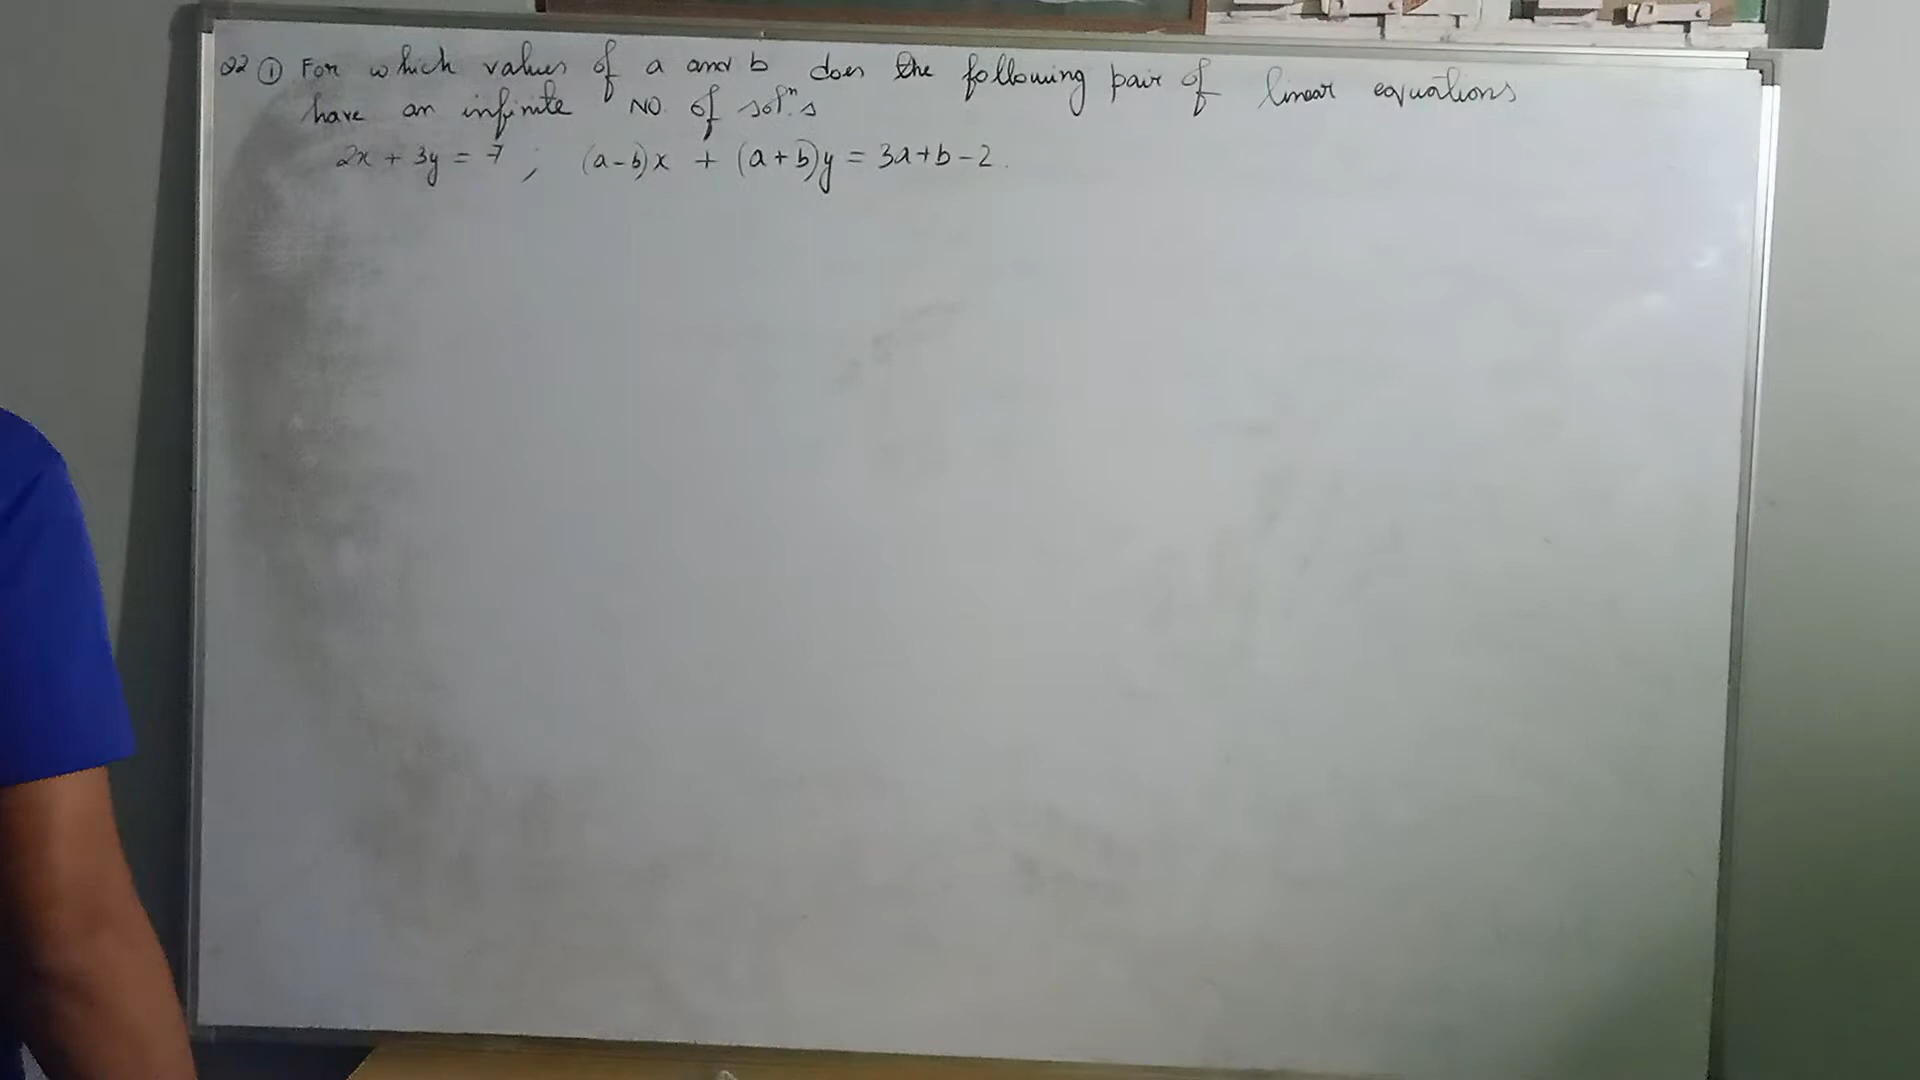 Q2 ① For which values of a and b does the following pair of linear equations
have an infinite NO. of solⁿ.s
2x + 3y = 7 ; (a-b)x + (a+b)y = 3a+b-2.